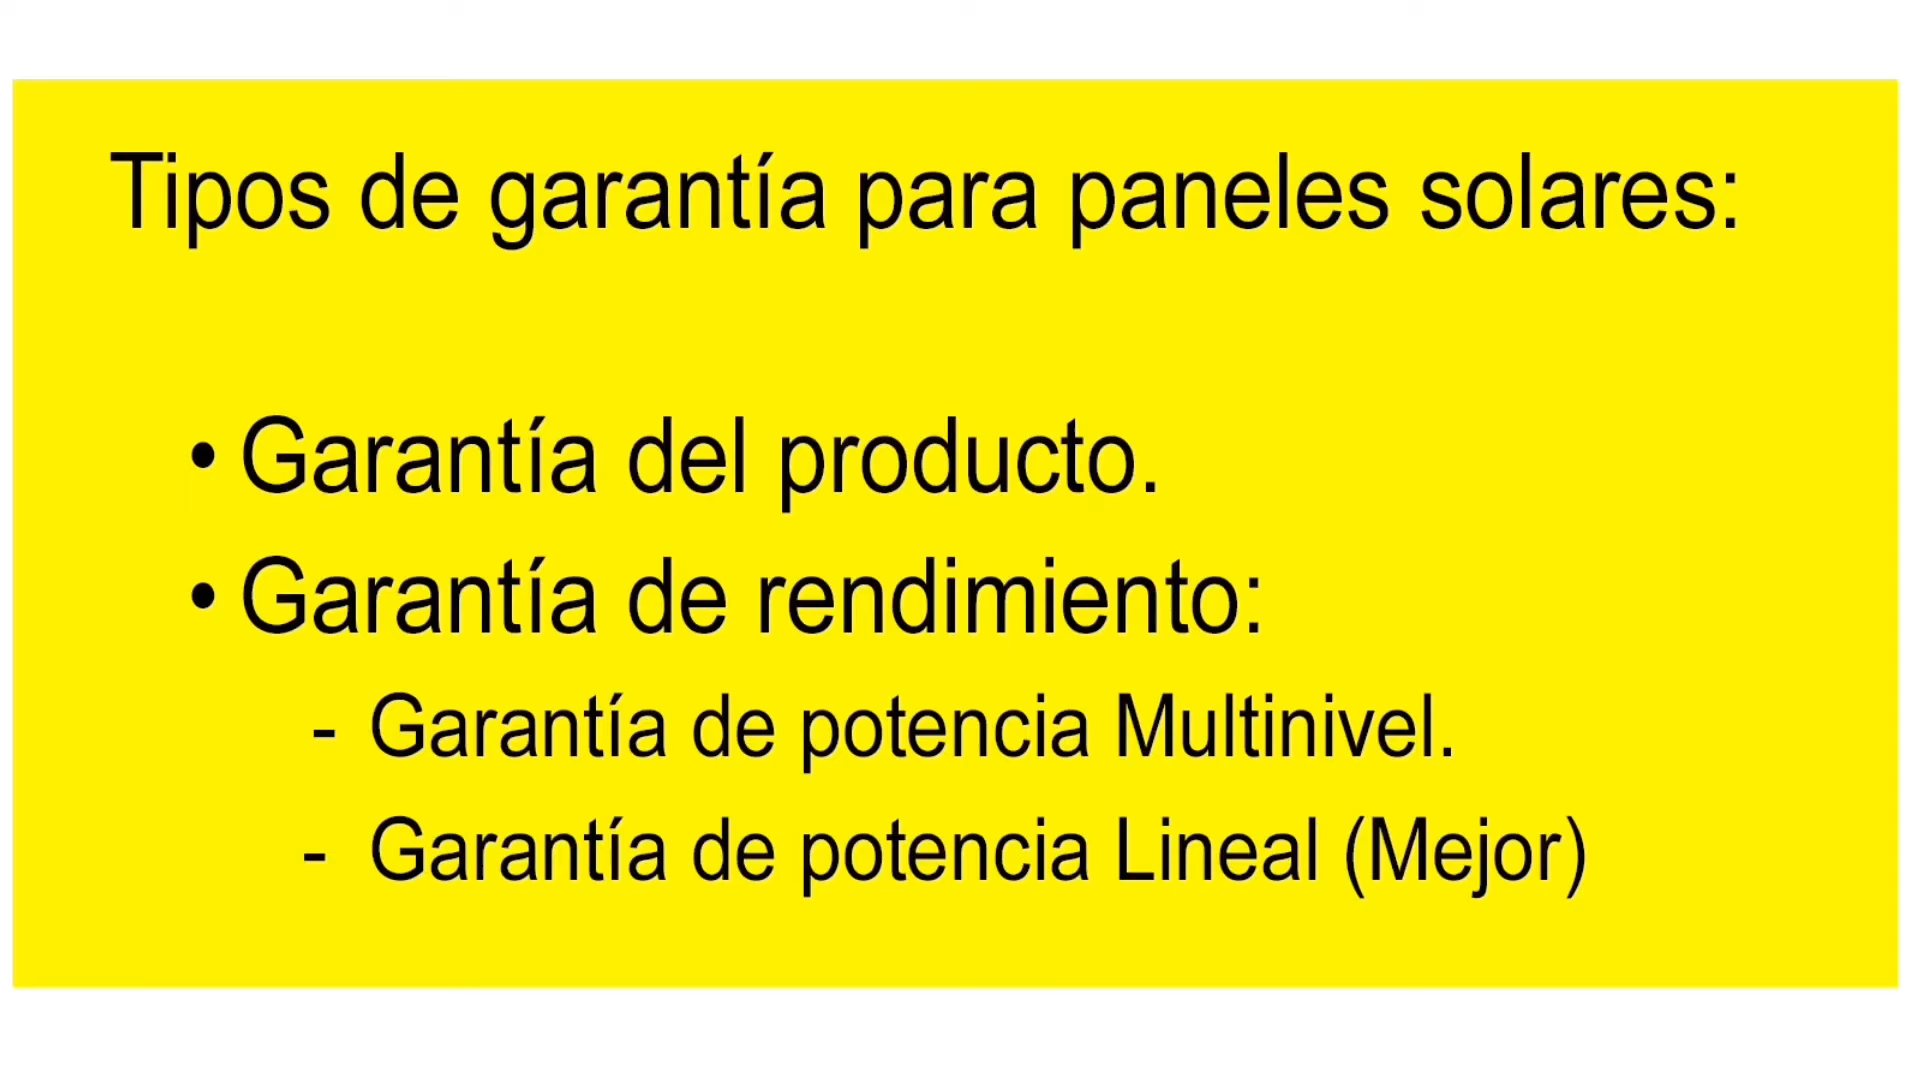 Tipos de garantía para paneles solares:
• Garantía del producto.
• Garantía de rendimiento:
- Garantía de potencia Multinivel.
- Garantía de potencia Lineal (Mejor)